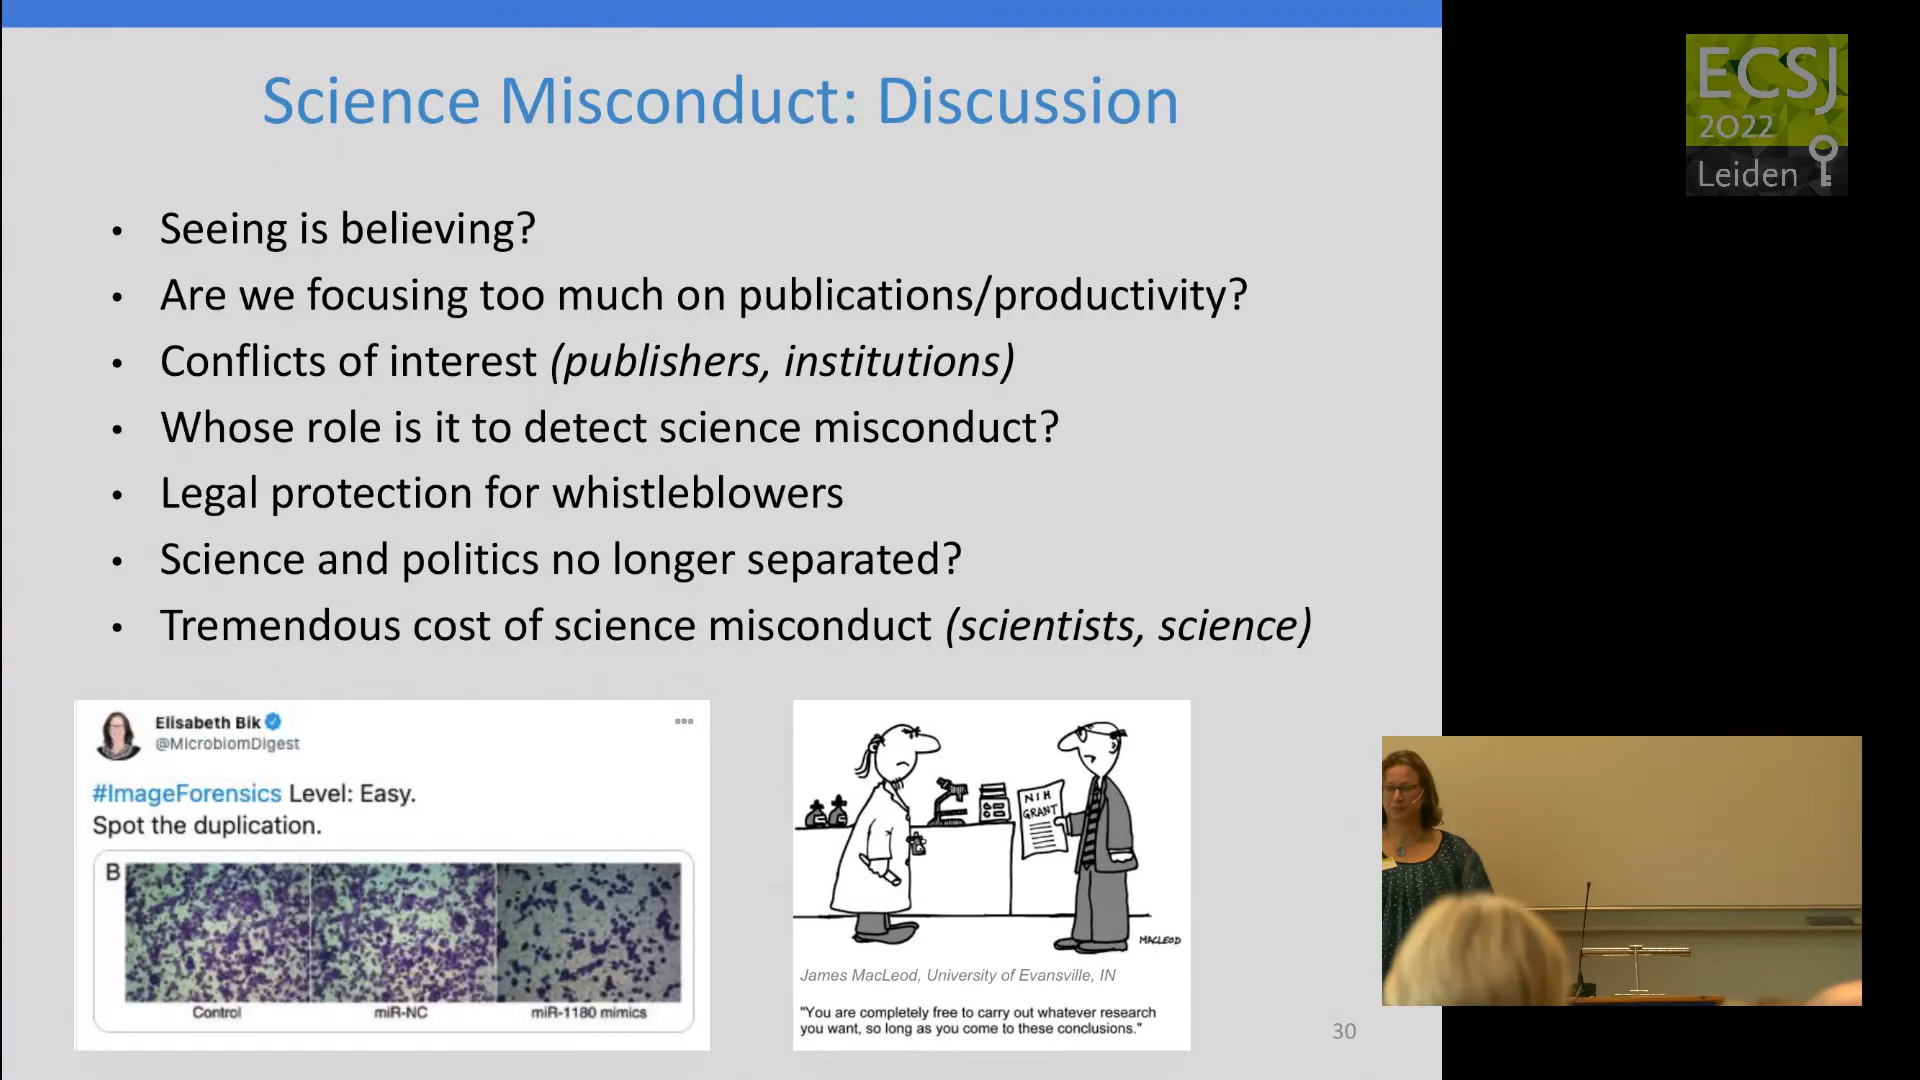 Science Misconduct: Discussion
• Seeing is believing?
• Are we focusing too much on publications/productivity?
• Conflicts of interest (publishers, institutions)
• Whose role is it to detect science misconduct?
• Legal protection for whistleblowers
• Science and politics no longer separated?
• Tremendous cost of science misconduct (scientists, science)
Elisabeth Bik
@MicrobiomDigest
#ImageForensics Level: Easy.
Spot the duplication.
B
Control miR-NC miR-1180 mimics
NIH
GRANT
MACLEOD
James MacLeod, University of Evansville, IN
"You are completely free to carry out whatever research
you want, so long as you come to these conclusions."
30
ECSJ
2022
Leiden